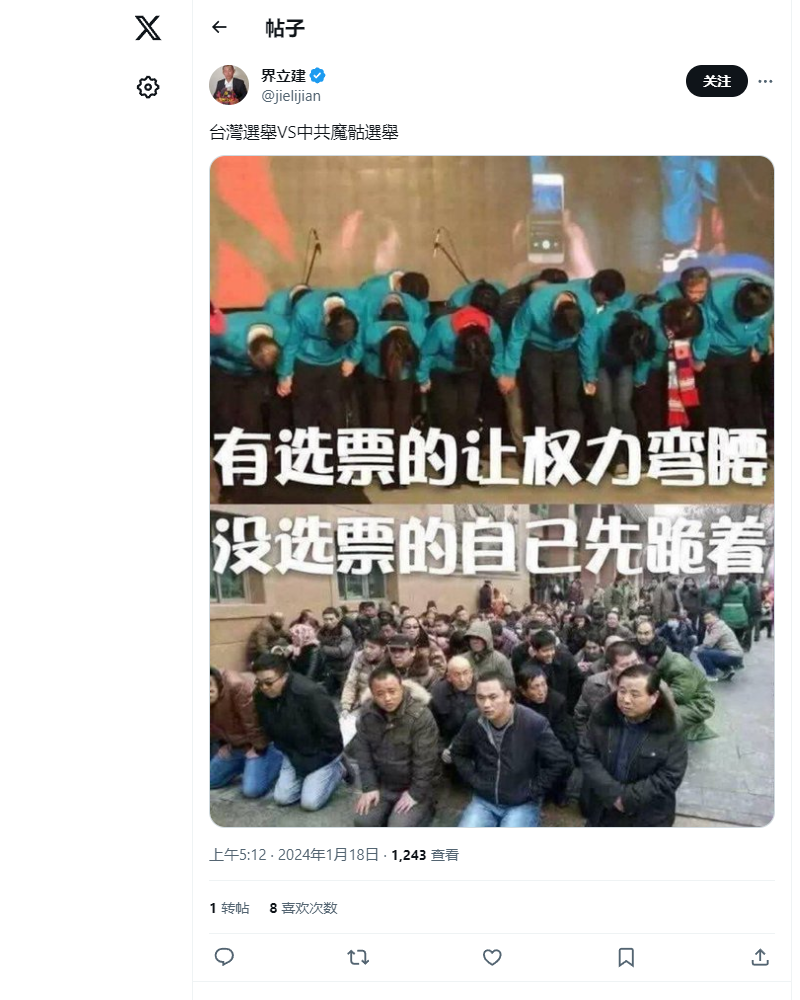 帖子
界立建
@jielijian
关注
台灣選舉VS中共魔骷選舉
有选票的让权力弯腰
没选票的自己先跪着
上午5:12 · 2024年1月18日 · 1,243 查看
1 转帖 8 喜欢次数